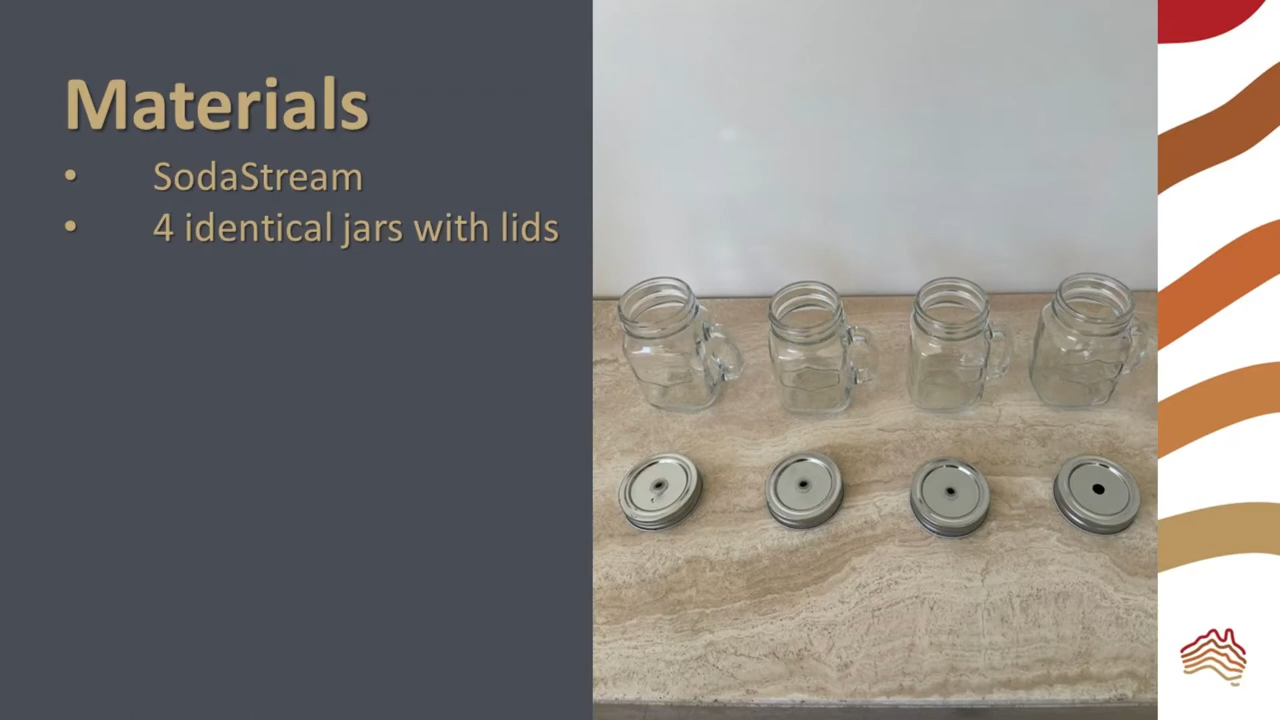 Materials
• SodaStream
• 4 identical jars with lids